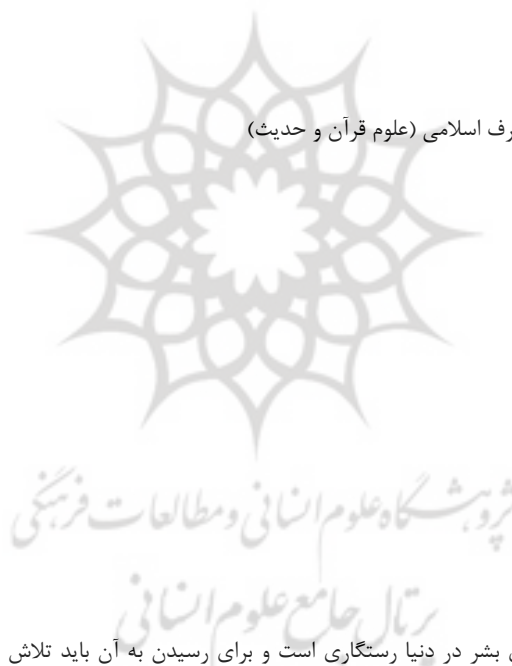 رف اسلامی (علوم قرآن و حدیث)
پژوهشگاه علوم انسانی و مطالعات فرهنگی
پرتال جامع علوم انسانی
بشر در دنیا رستگاری است و برای رسیدن به آن باید تلاش